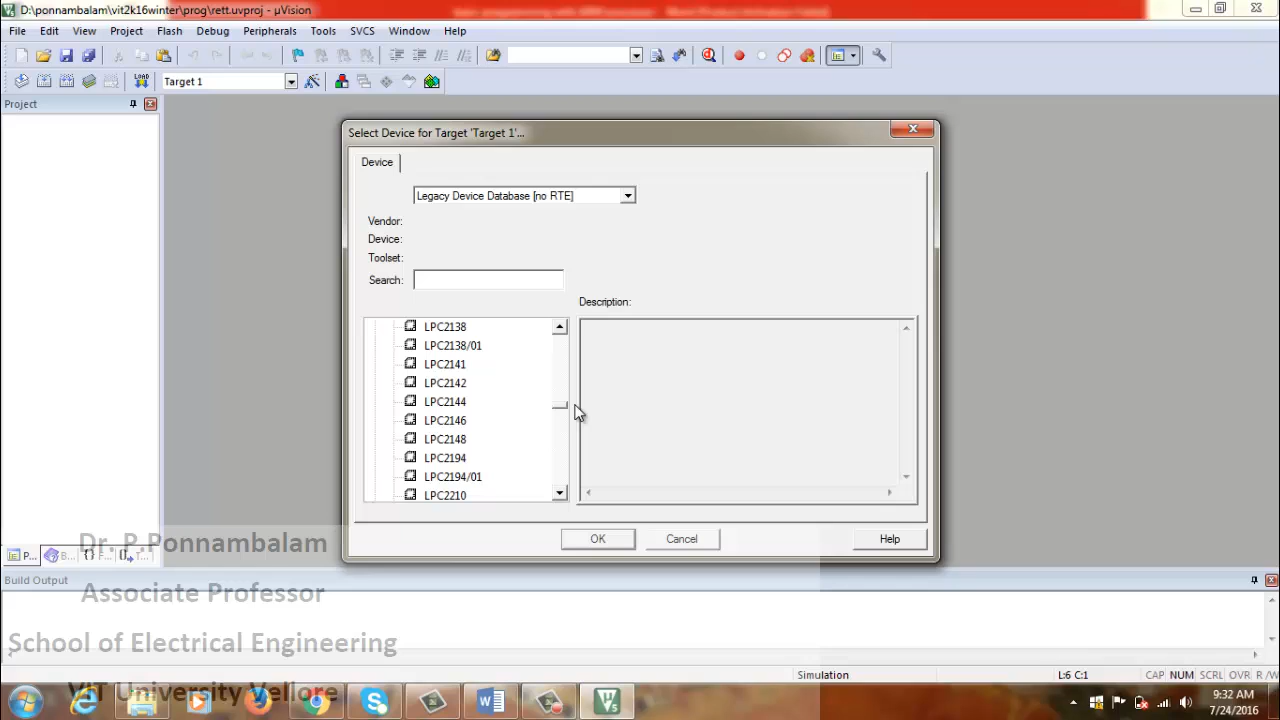 D:\ponnambalam\vit2k16winter\prog\rett.uvproj - µVision
File Edit View Project Flash Debug Peripherals Tools SVCS Window Help
LOAD Target 1
Project
Select Device for Target 'Target 1'...
Device
Legacy Device Database [no RTE]
Vendor:
Device:
Toolset:
Search:
Description:
LPC2138
LPC2138/01
LPC2141
LPC2142
LPC2144
LPC2146
LPC2148
LPC2194
LPC2194/01
LPC2210
OK Cancel Help
P... B... F... T...
Dr. P.Ponnambalam
Build Output
Associate Professor
School of Electrical Engineering
Simulation L:6 C:1 CAP NUM SCRL OVR R/W
VIT University Vellore
9:32 AM
7/24/2016